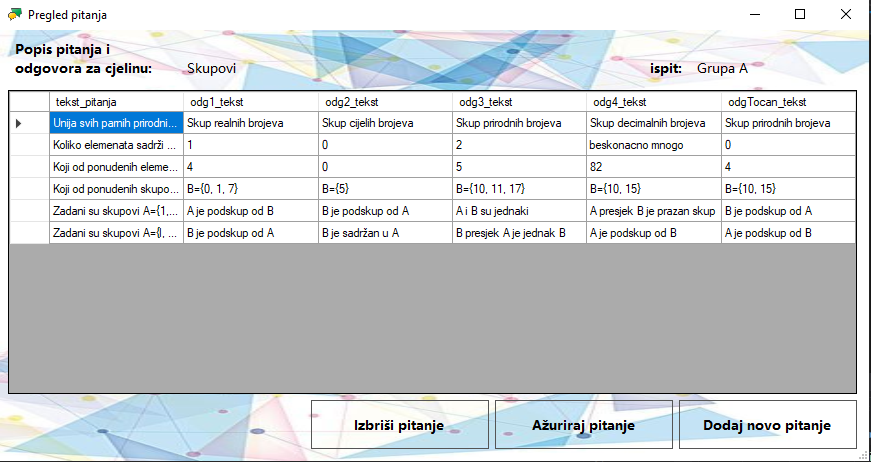 Pregled pitanja
Popis pitanja i
odgovora za cjelinu: Skupovi ispit: Grupa A
tekst_pitanja odg1_tekst odg2_tekst odg3_tekst odg4_tekst odgTocan_tekst
Unija svih parnih prirodni... Skup realnih brojeva Skup cijelih brojeva Skup prirodnih brojeva Skup decimalnih brojeva Skup prirodnih brojeva
Koliko elemenata sadrži ... 1 0 2 beskonacno mnogo 0
Koji od ponudenih eleme... 4 0 5 82 4
Koji od ponudenih skupo... B={0, 1, 7} B={5} B={10, 11, 17} B={10, 15} B={10, 15}
Zadani su skupovi A={1,... A je podskup od B B je podskup od A A i B su jednaki A presjek B je prazan skup B je podskup od A
Zadani su skupovi A={l, ... B je podskup od A B je sadržan u A B presjek A je jednak B A je podskup od B A je podskup od B
Izbriši pitanje Ažuriraj pitanje Dodaj novo pitanje